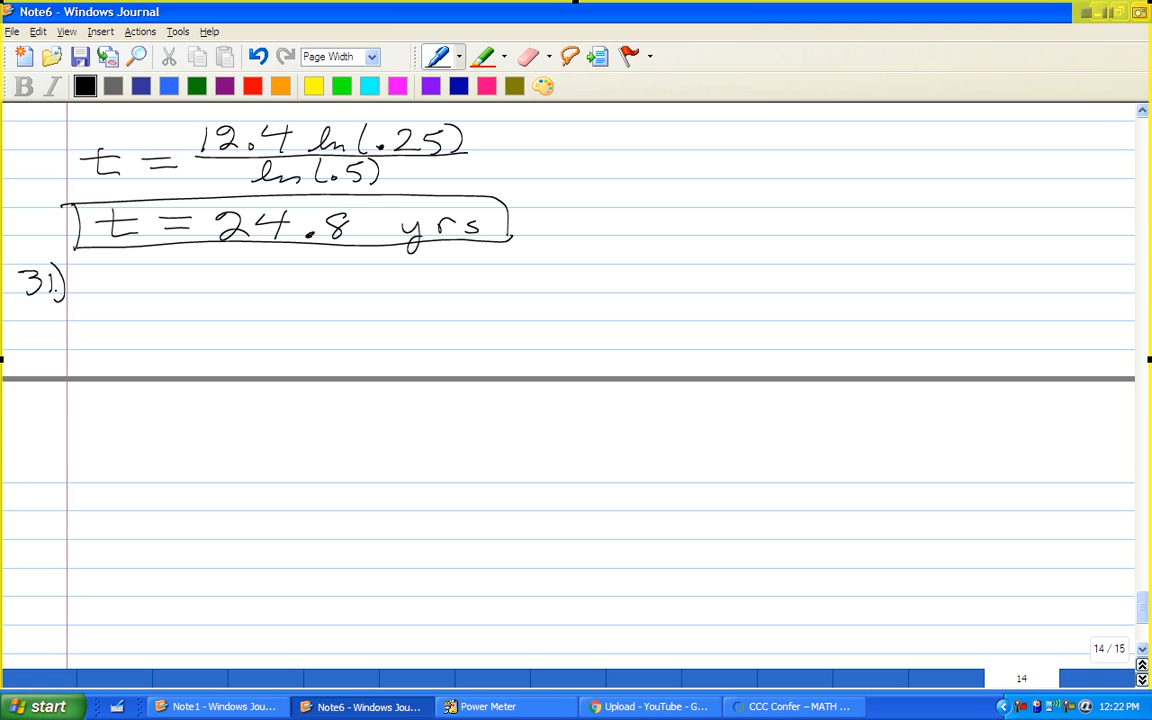 Note6 - Windows Journal
File Edit View Insert Actions Tools Help
Page Width
B I
t = 12.4 ln(.25)
ln(.5)
t = 24.8 yrs
31.)
14 / 15
14
start Note1 - Windows Jou... Note6 - Windows Jou... Power Meter Upload - YouTube - G... CCC Confer – MATH ... 12:22 PM